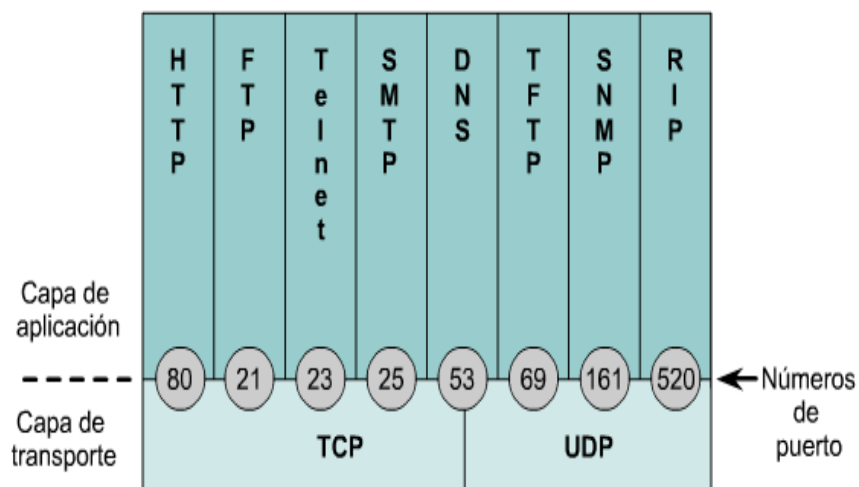 HTTP
FTP
Telnet
SMTP
DNS
TFTP
SNMP
RIP
Capa de
aplicación
80
21
23
25
53
69
161
520
Números
de
puerto
Capa de
transporte
TCP
UDP